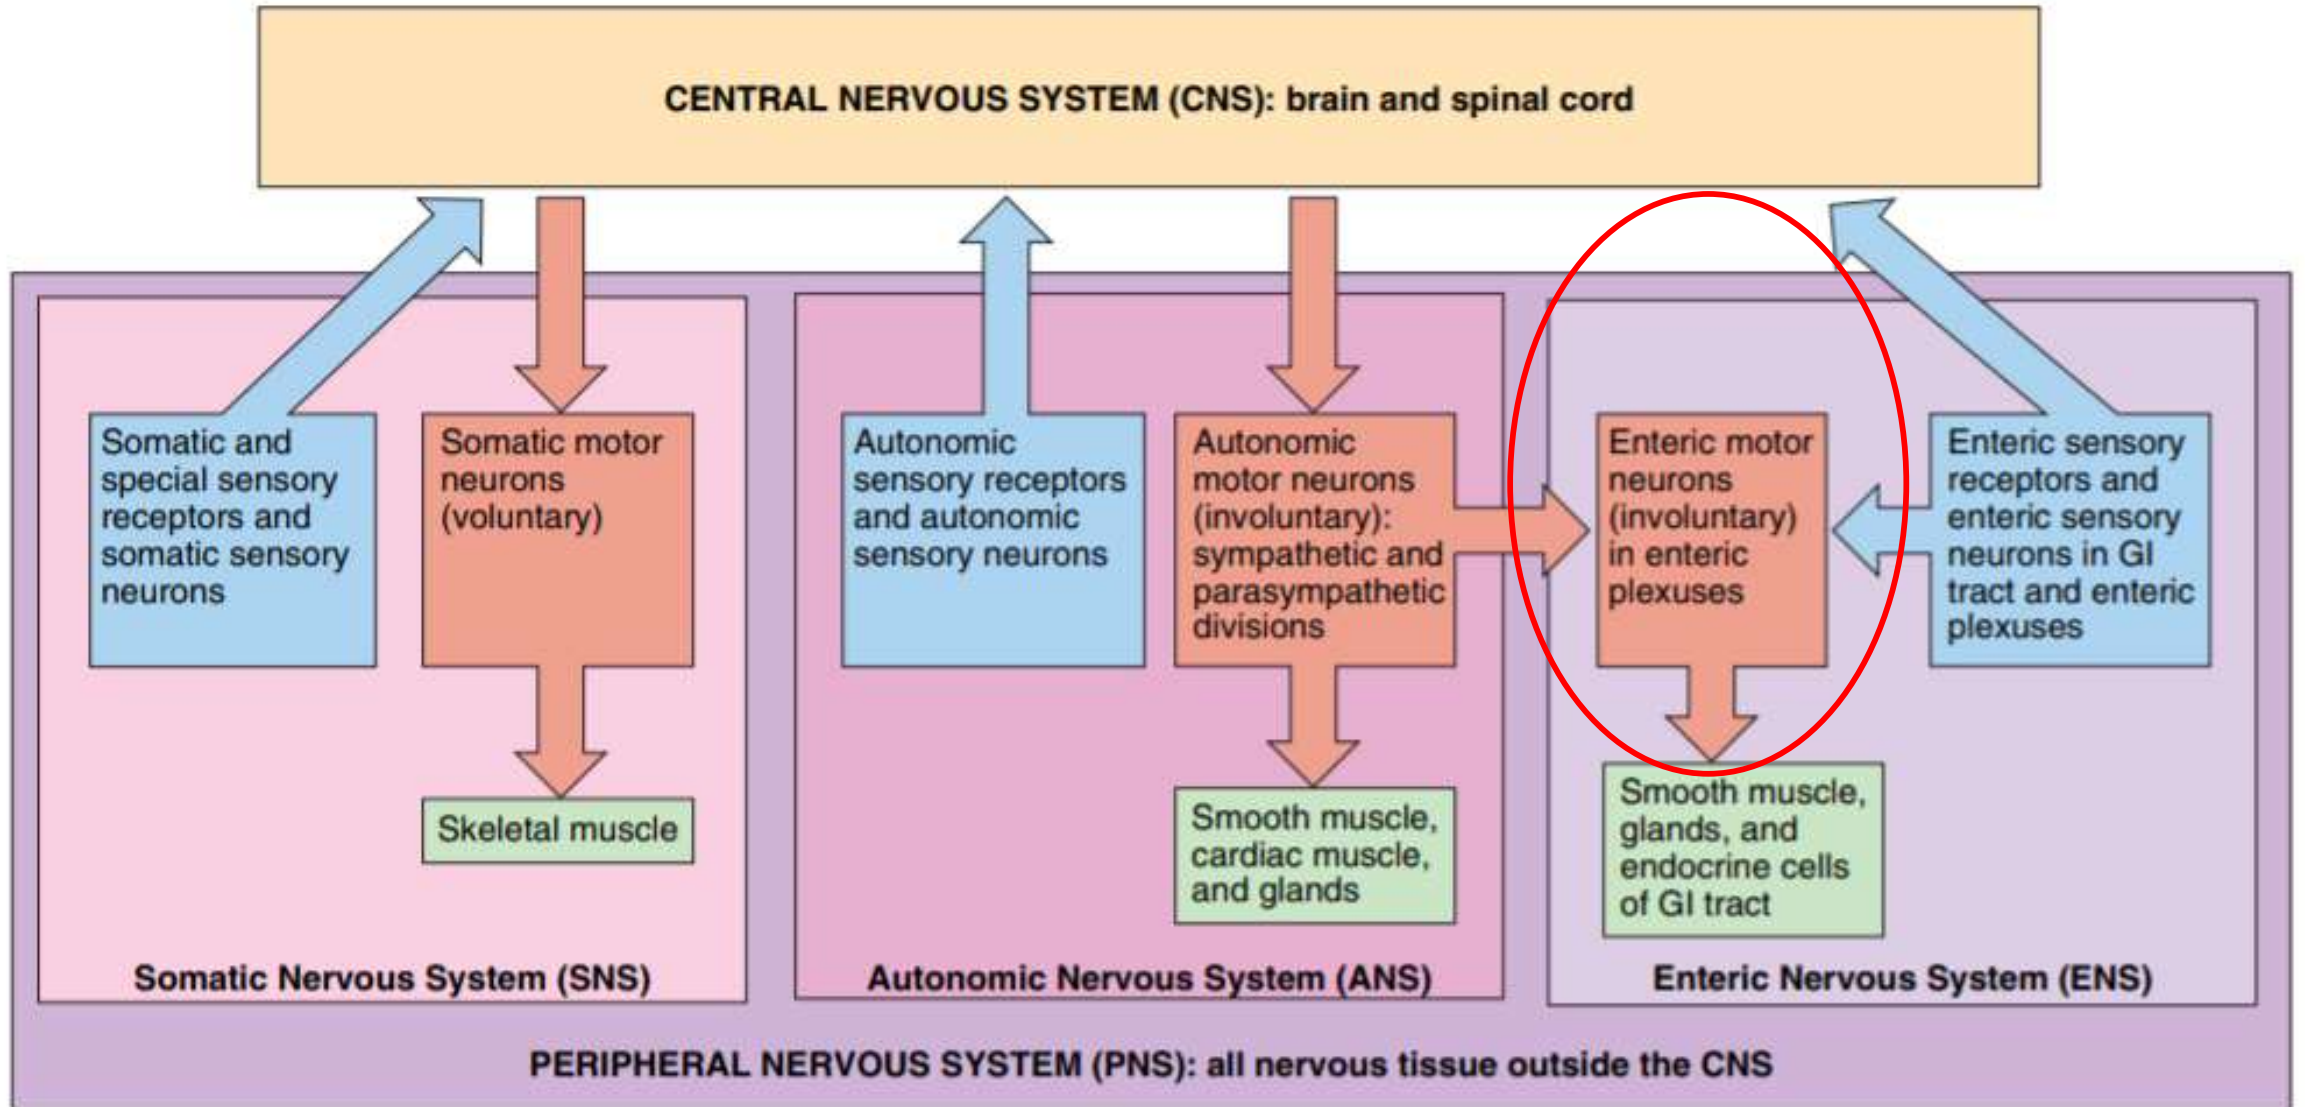 CENTRAL NERVOUS SYSTEM (CNS): brain and spinal cord
Somatic and
special sensory
receptors and
somatic sensory
neurons
Somatic motor
neurons
(voluntary)
Skeletal muscle
Somatic Nervous System (SNS)
Autonomic
sensory receptors
and autonomic
sensory neurons
Autonomic
motor neurons
(involuntary):
sympathetic and
parasympathetic
divisions
Smooth muscle,
cardiac muscle,
and glands
Autonomic Nervous System (ANS)
Enteric motor
neurons
(involuntary)
in enteric
plexuses
Enteric sensory
receptors and
enteric sensory
neurons in GI
tract and enteric
plexuses
Smooth muscle,
glands, and
endocrine cells
of GI tract
Enteric Nervous System (ENS)
PERIPHERAL NERVOUS SYSTEM (PNS): all nervous tissue outside the CNS